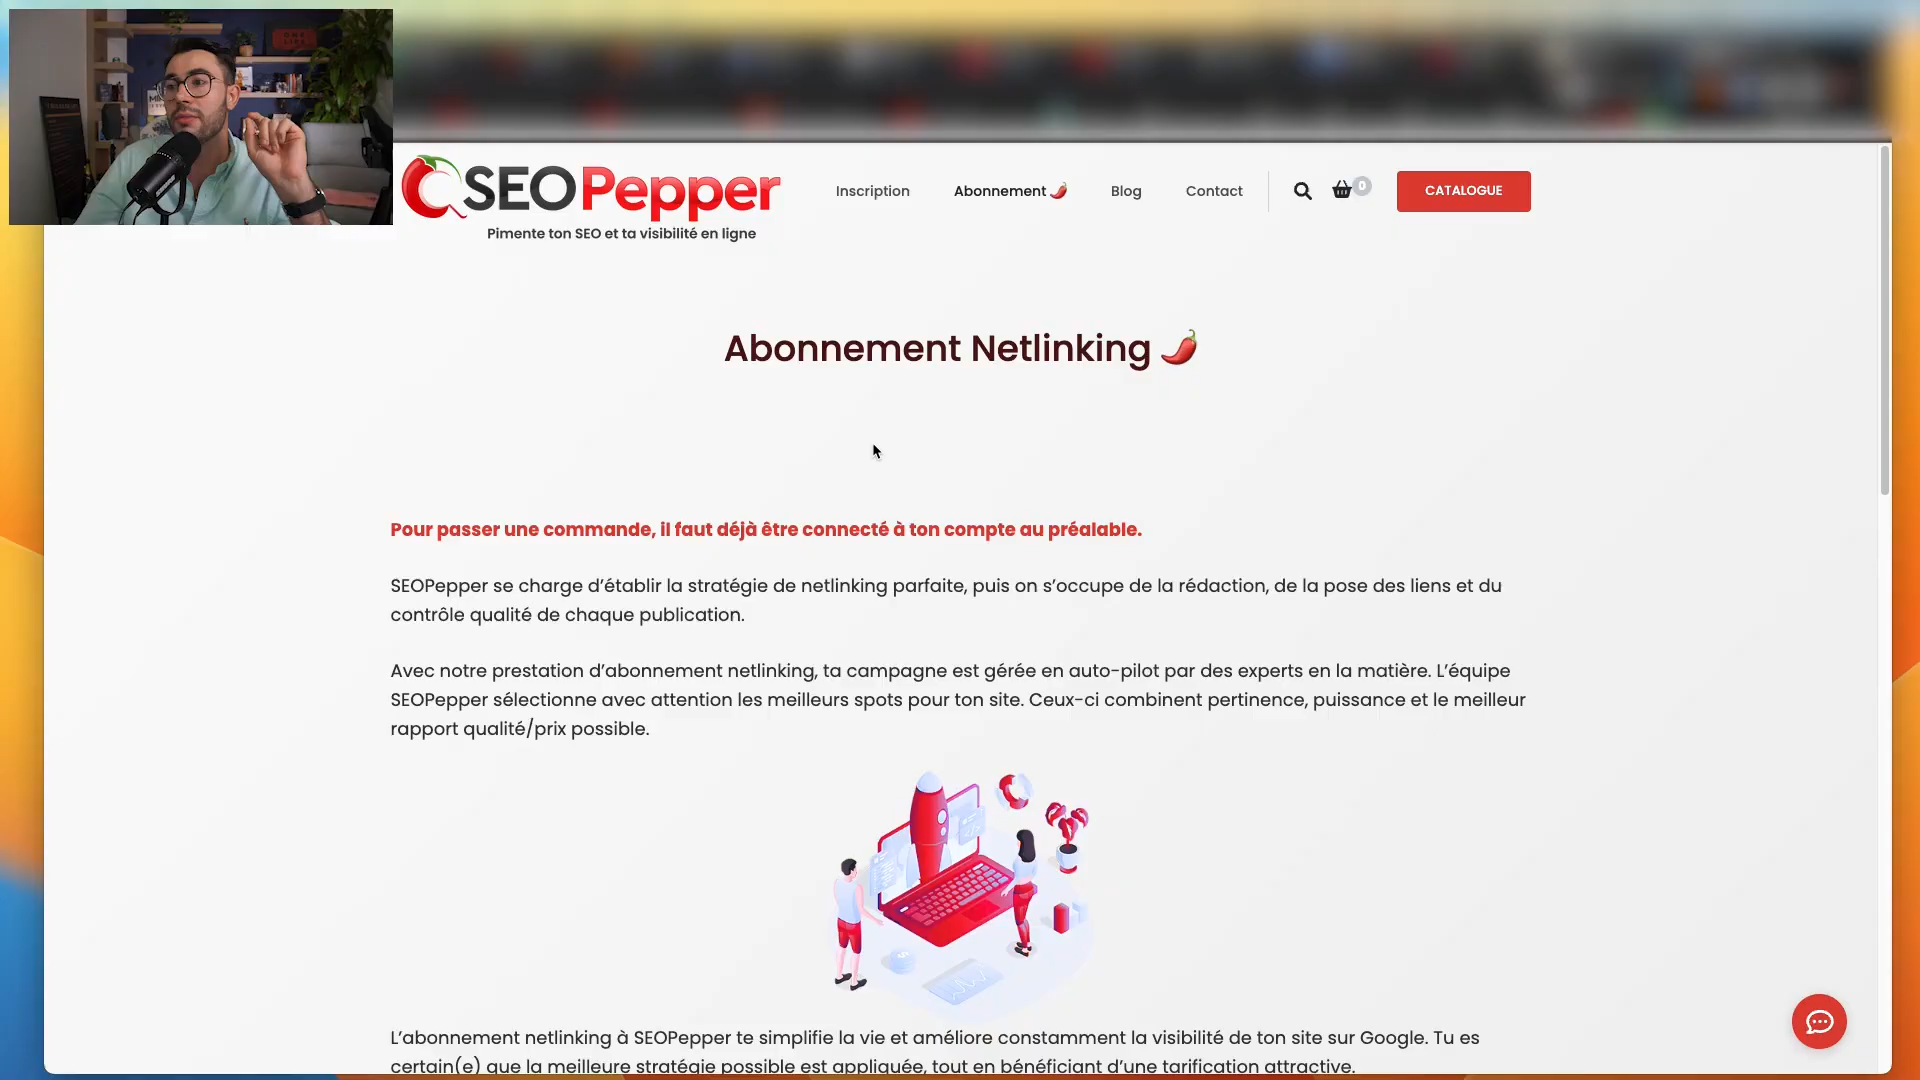 SEOPepper
Pimente ton SEO et ta visibilité en ligne
Inscription
Abonnement 🌶️
Blog
Contact
0
CATALOGUE
Abonnement Netlinking 🌶️
Pour passer une commande, il faut déjà être connecté à ton compte au préalable.
SEOPepper se charge d’établir la stratégie de netlinking parfaite, puis on s’occupe de la rédaction, de la pose des liens et du
contrôle qualité de chaque publication.
Avec notre prestation d’abonnement netlinking, ta campagne est gérée en auto-pilot par des experts en la matière. L’équipe
SEOPepper sélectionne avec attention les meilleurs spots pour ton site. Ceux-ci combinent pertinence, puissance et le meilleur
rapport qualité/prix possible.
L’abonnement netlinking à SEOPepper te simplifie la vie et améliore constamment la visibilité de ton site sur Google. Tu es
certain(e) que la meilleure stratégie possible est appliquée, tout en bénéficiant d’une tarification attractive.